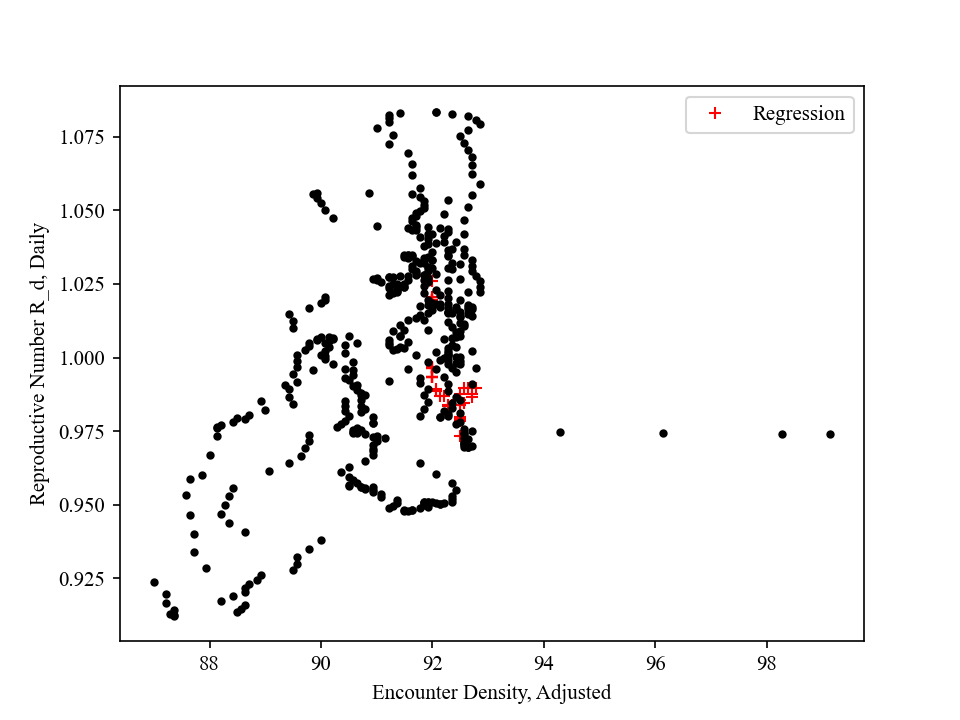 Regression
1.075
1.050
1.025
1.000
0.975
0.950
0.925
Reproductive Number R_d, Daily
88 90 92 94 96 98
Encounter Density, Adjusted